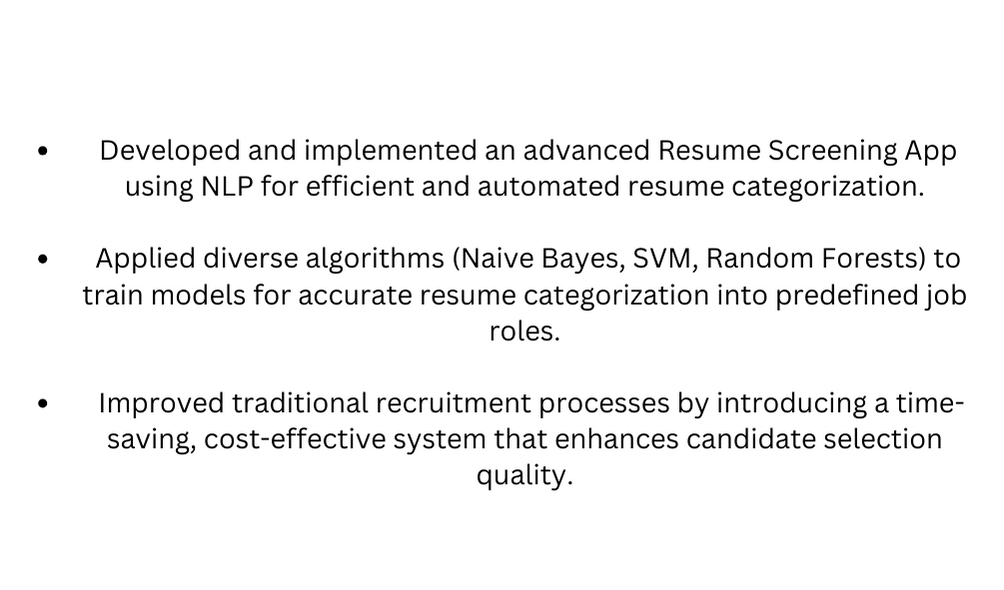 • Developed and implemented an advanced Resume Screening App
using NLP for efficient and automated resume categorization.
• Applied diverse algorithms (Naive Bayes, SVM, Random Forests) to
train models for accurate resume categorization into predefined job
roles.
• Improved traditional recruitment processes by introducing a time-
saving, cost-effective system that enhances candidate selection
quality.